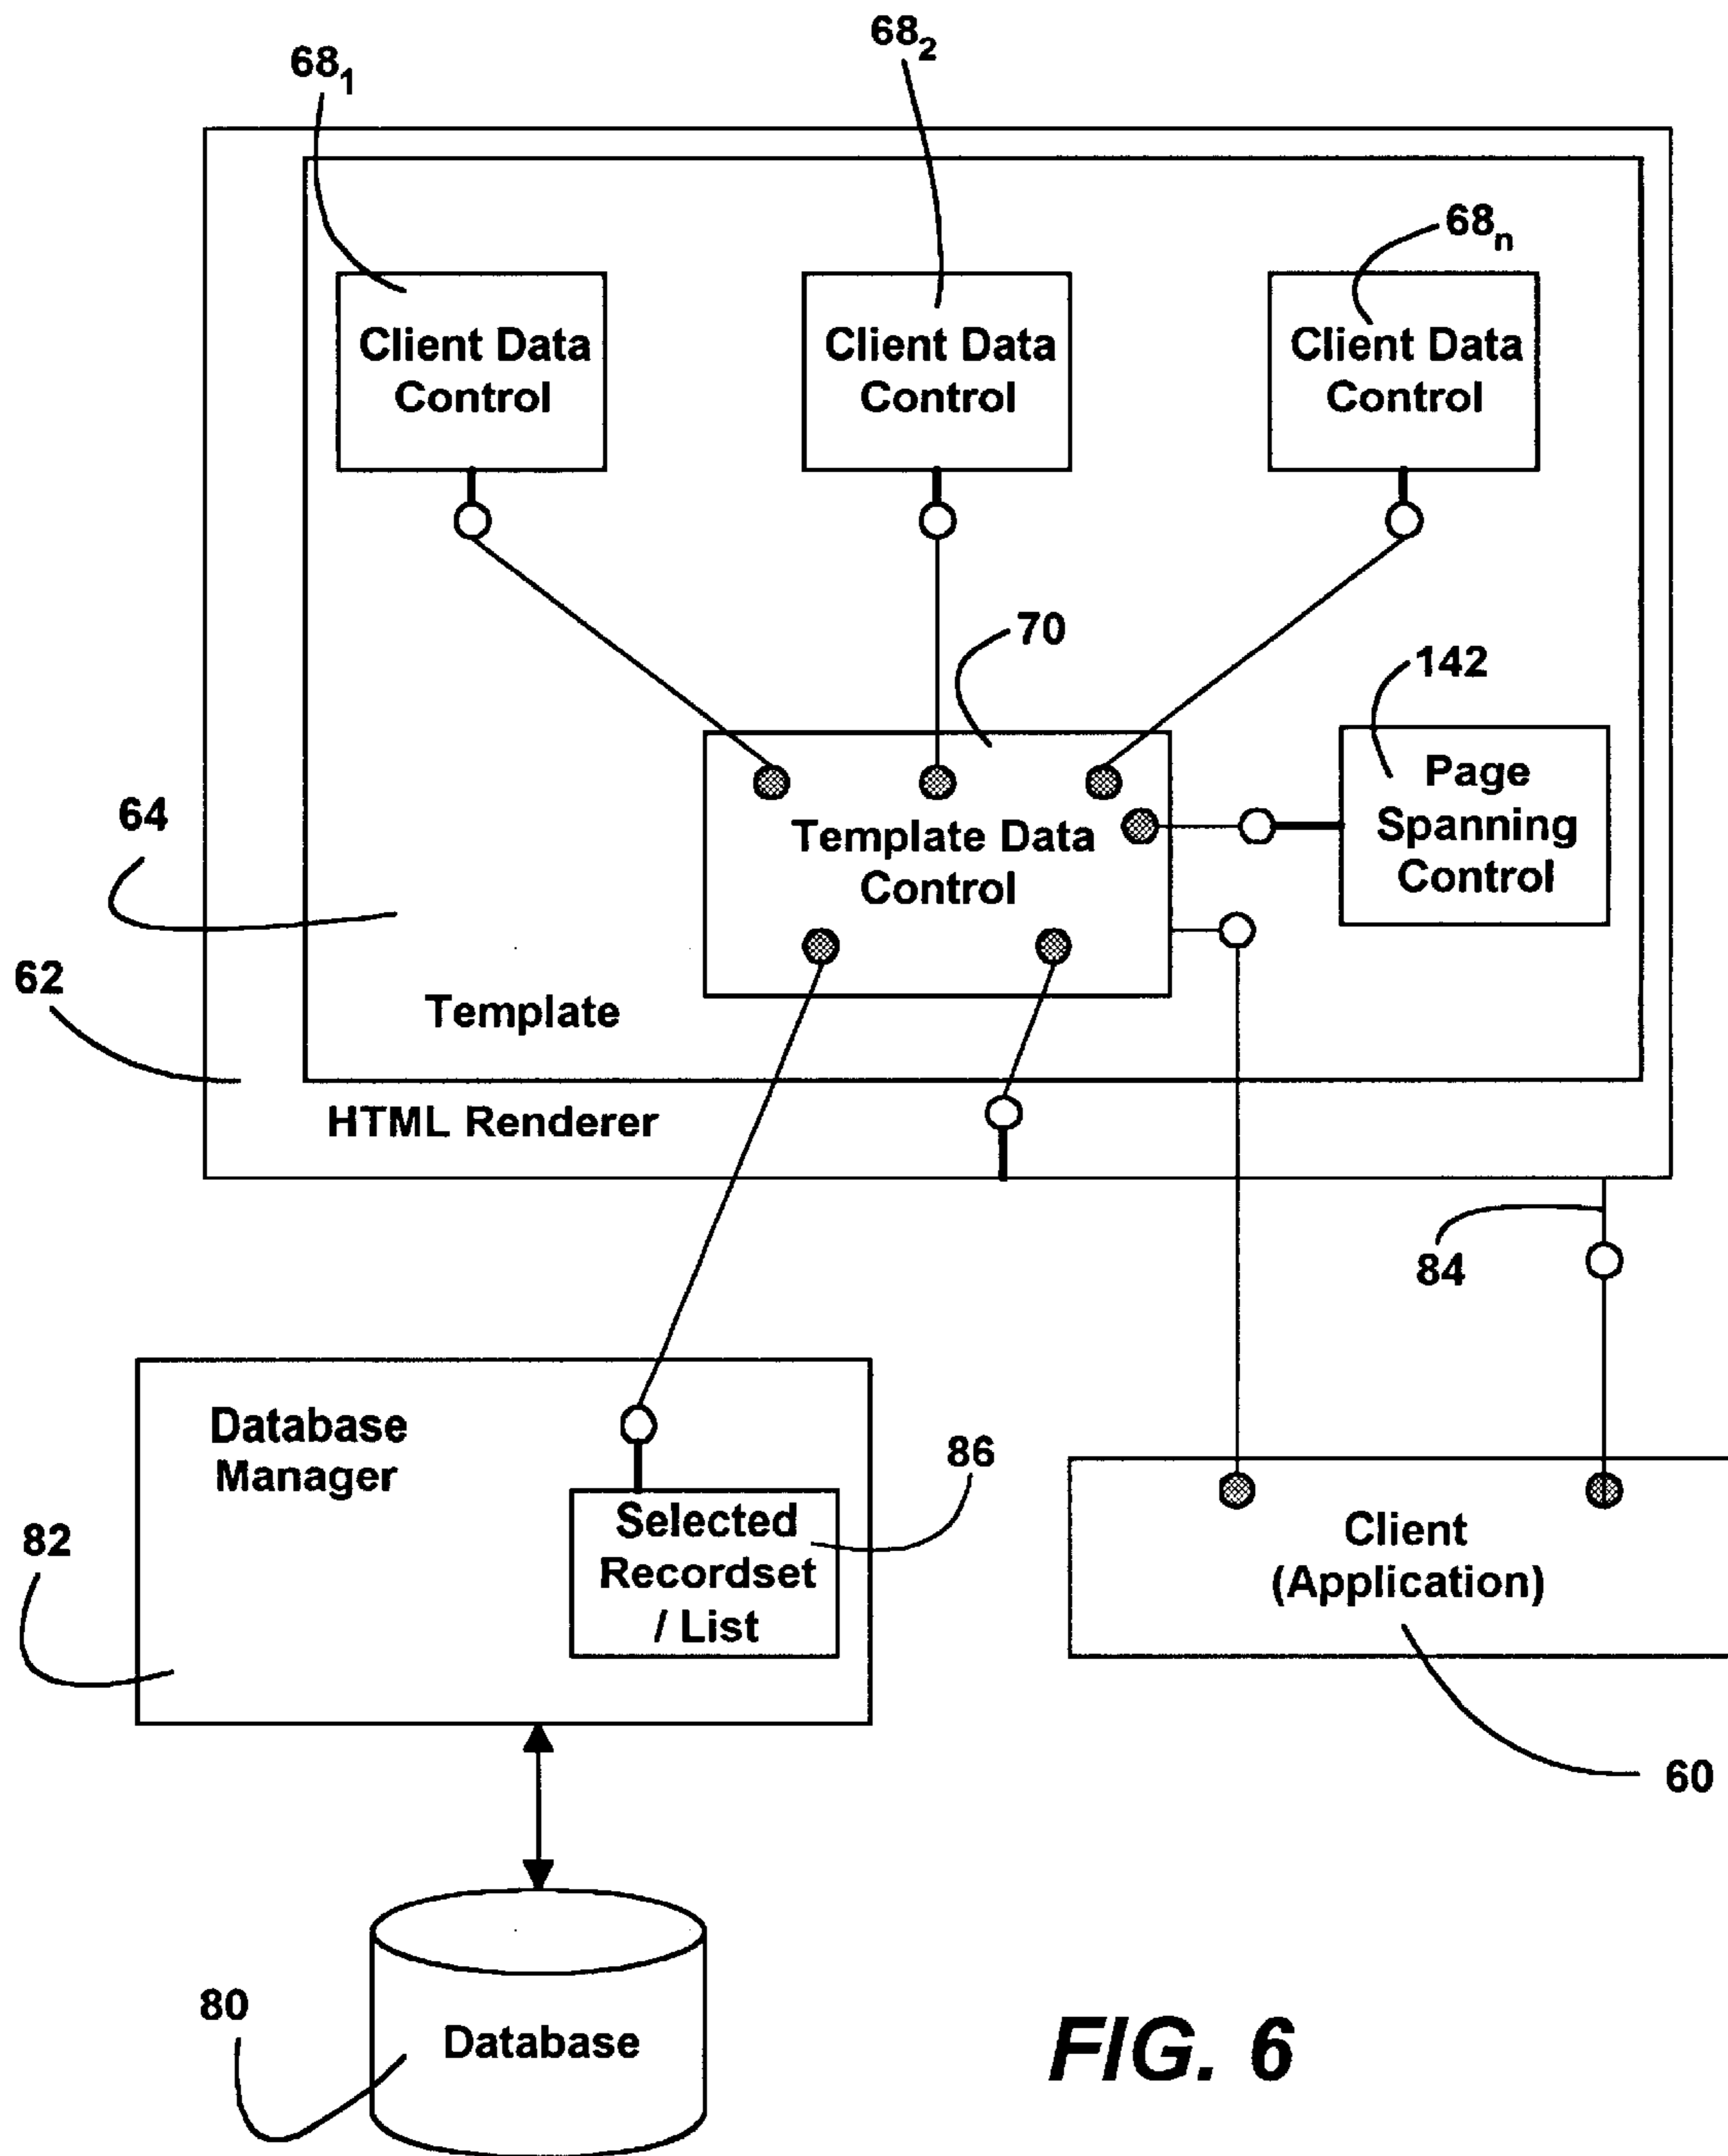 68₁
68₂
68ₙ
Client Data
Control
Client Data
Control
Client Data
Control
70
142
Template Data
Control
Page
Spanning
Control
64
62
Template
HTML Renderer
84
Database
Manager
86
Selected
Recordset
/ List
82
Client
(Application)
60
80
Database
FIG. 6